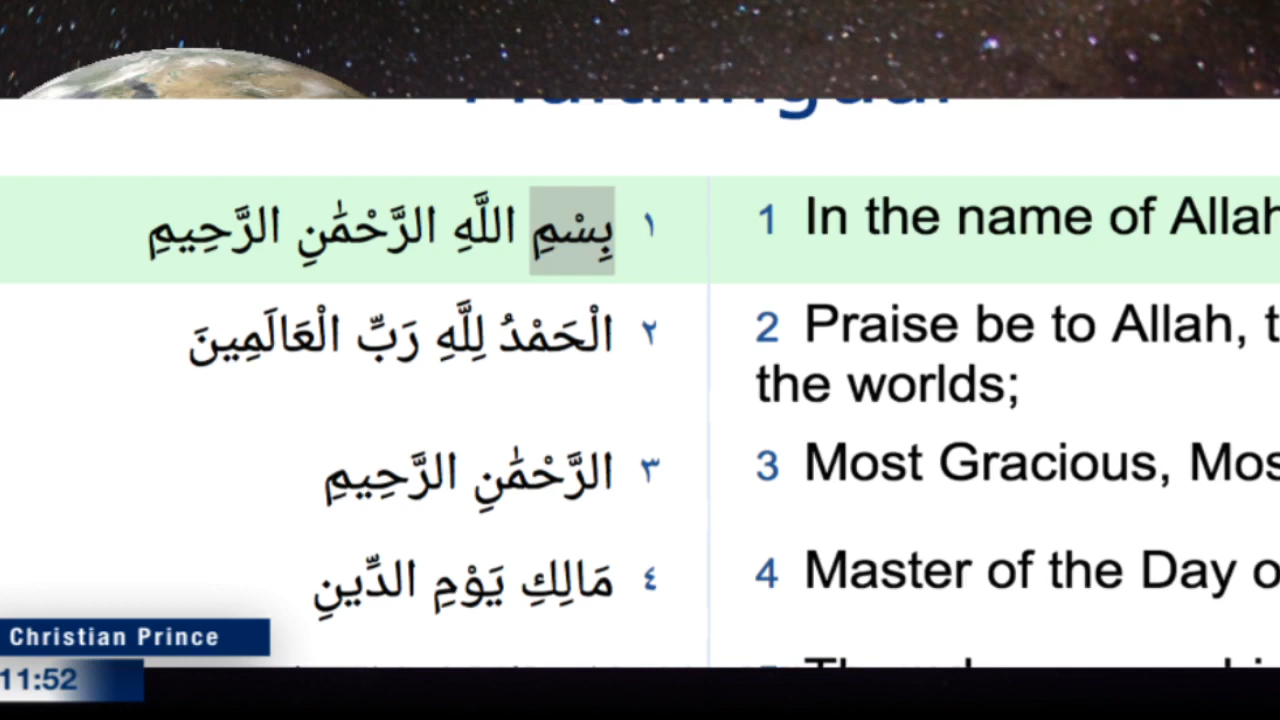 ١ بِسْمِ اللَّهِ الرَّحْمَٰنِ الرَّحِيمِ
1 In the name of Allah
٢ الْحَمْدُ لِلَّهِ رَبِّ الْعَالَمِينَ
2 Praise be to Allah,
the worlds;
٣ الرَّحْمَٰنِ الرَّحِيمِ
3 Most Gracious,
٤ مَالِكِ يَوْمِ الدِّينِ
4 Master of the Day
Christian Prince
11:52